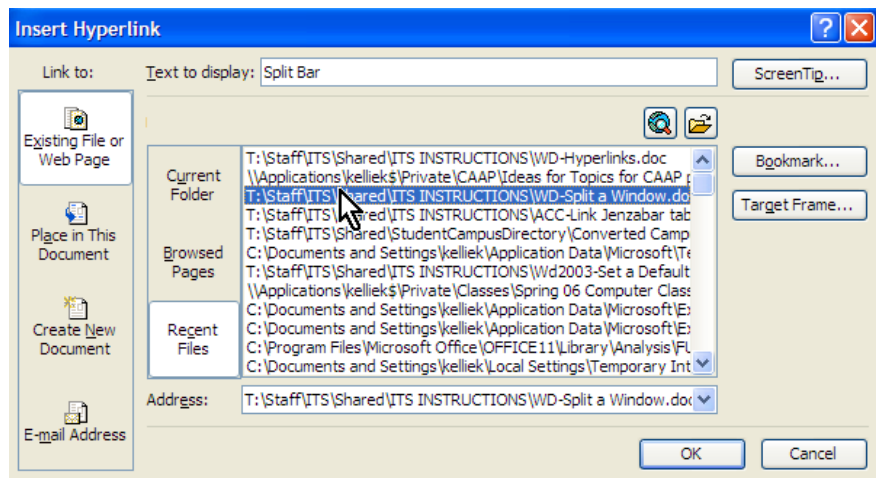 Insert Hyperlink
Link to:
Text to display: Split Bar
ScreenTip...
Existing File or
Web Page
Place in This
Document
Create New
Document
E-mail Address
Current
Folder
Browsed
Pages
Recent
Files
T:\Staff\ITS\Shared\ITS INSTRUCTIONS\WD-Hyperlinks.doc
\\Applications\kelliek$\Private\CAAP\Ideas for Topics for CAAP
T:\Staff\ITS\Shared\ITS INSTRUCTIONS\WD-Split a Window.do
T:\Staff\ITS\Shared\ITS INSTRUCTIONS\ACC-Link Jenzabar tab
T:\Staff\ITS\Shared\StudentCampusDirectory\Converted Camp
C:\Documents and Settings\kelliek\Application Data\Microsoft\Te
T:\Staff\ITS\Shared\ITS INSTRUCTIONS\Wd2003-Set a Default
\\Applications\kelliek$\Private\Classes\Spring 06 Computer Class
C:\Documents and Settings\kelliek\Application Data\Microsoft\Ex
C:\Documents and Settings\kelliek\Application Data\Microsoft\Ex
C:\Program Files\Microsoft Office\OFFICE11\Library\Analysis\FU
C:\Documents and Settings\kelliek\Local Settings\Temporary Int
Bookmark...
Target Frame...
Address: T:\Staff\ITS\Shared\ITS INSTRUCTIONS\WD-Split a Window.doc
OK
Cancel